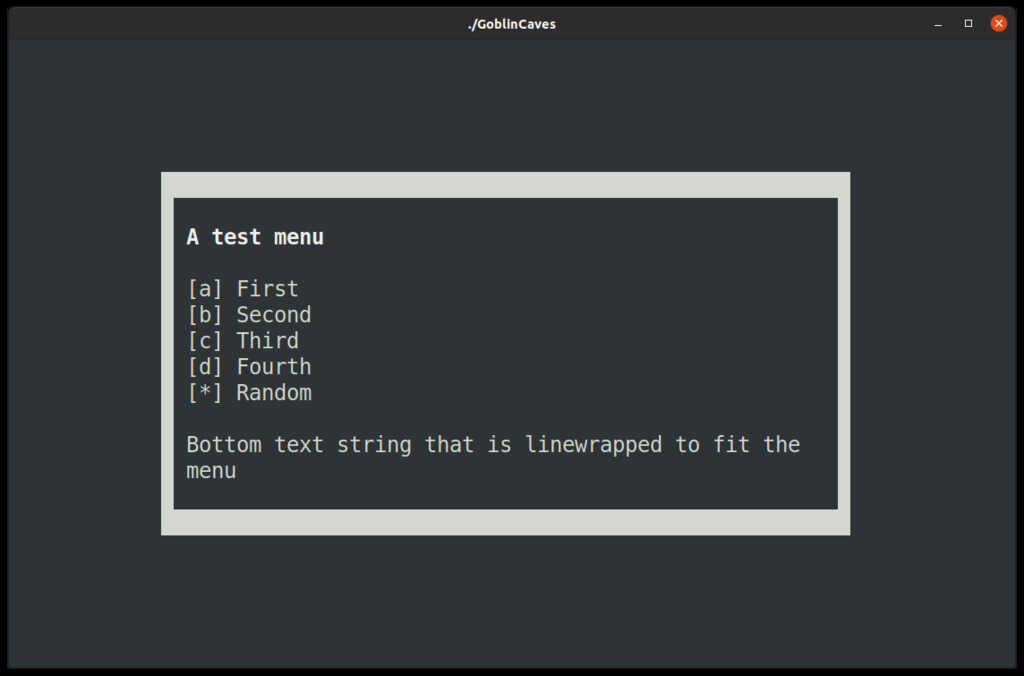 ./GoblinCaves
A test menu
[a] First
[b] Second
[c] Third
[d] Fourth
[*] Random
Bottom text string that is linewrapped to fit the
menu